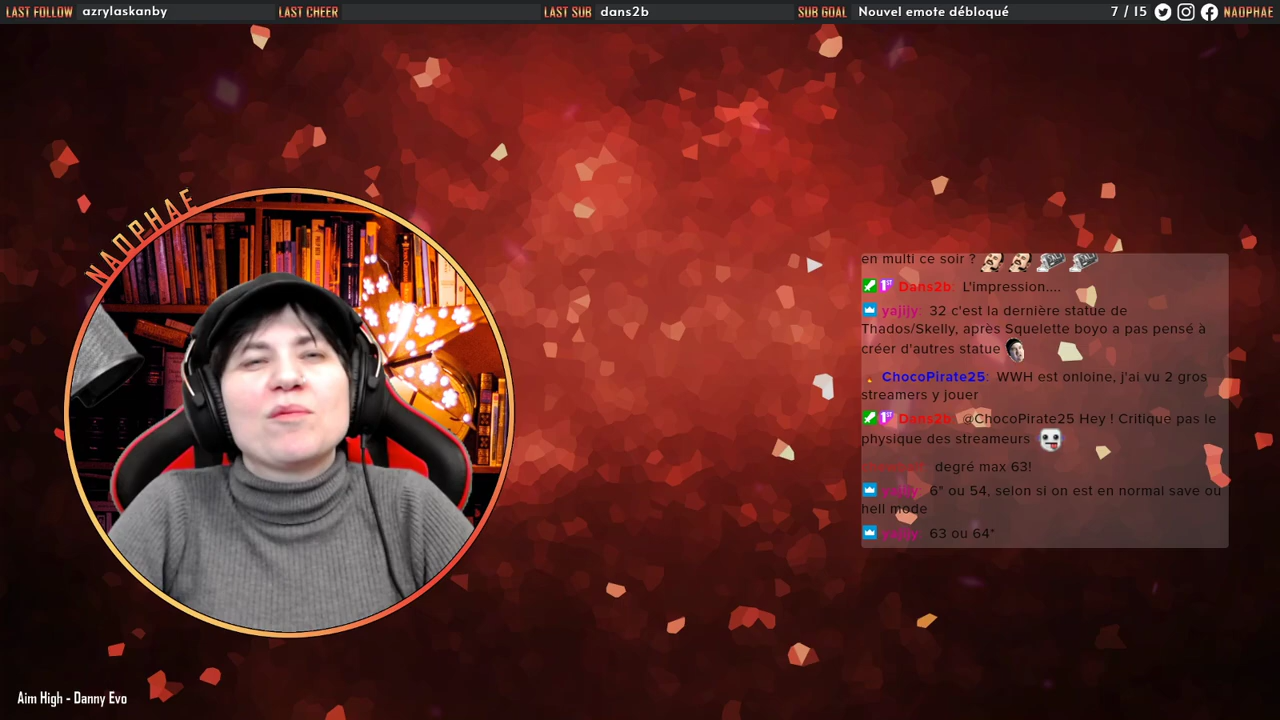 LAST FOLLOW azrylaskanby LAST CHEER LAST SUB dans2b SUB GOAL Nouvel emote débloqué 7 / 15 NAOPHAE
NAOPHAE
en multi ce soir ?
1ST Dans2b: L'impression....
yajijy: 32 c'est la dernière statue de
Thados/Skelly, après Squelette boyo a pas pensé à
créer d'autres statue
ChocoPirate25: WWH est onloine, j'ai vu 2 gros
streamers y jouer
1ST Dans2b: @ChocoPirate25 Hey ! Critique pas le
physique des streameurs
degré max 63!
yajijy: 6" ou 54, selon si on est en normal save ou
hell mode
yajijy: 63 ou 64*
Aim High - Danny Evo